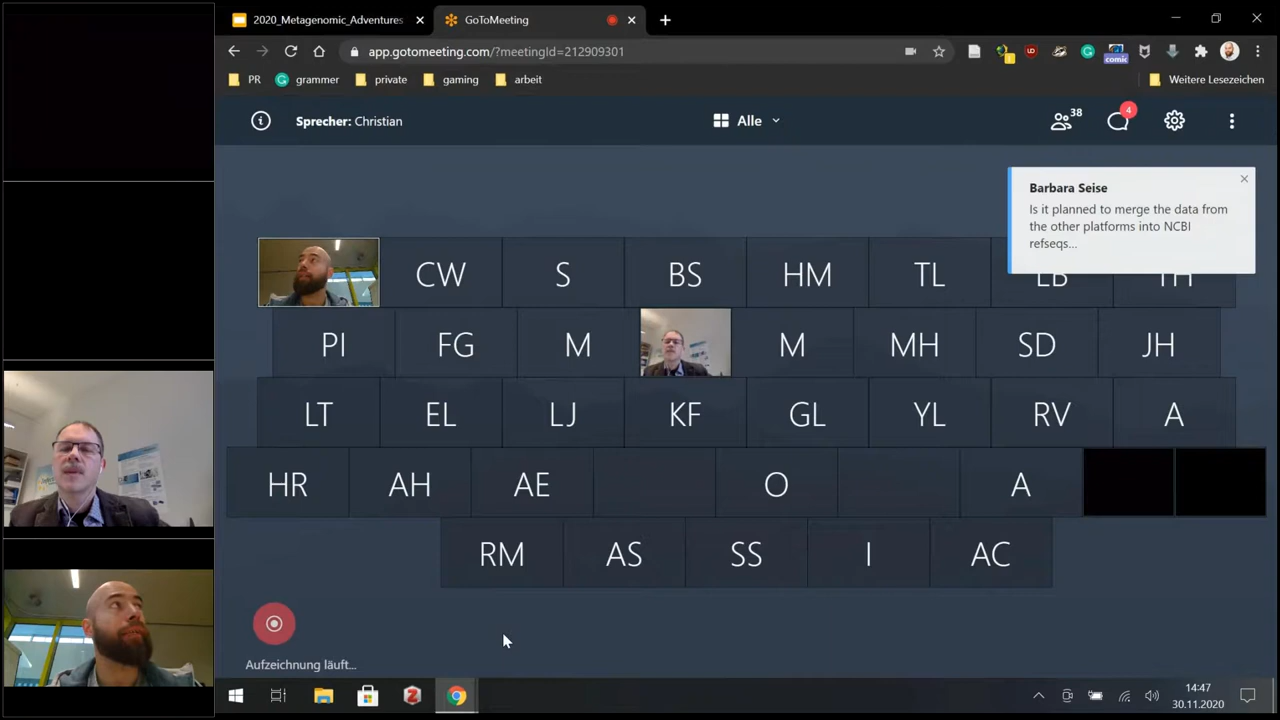 2020_Metagenomic_Adventures
GoToMeeting
app.gotomeeting.com/?meetingId=212909301
PR
grammer
private
gaming
arbeit
Weitere Lesezeichen
comic
Sprecher: Christian
Alle
38
4
Barbara Seise
Is it planned to merge the data from
the other platforms into NCBI
refseqs...
CW
S
BS
HM
TL
LB
TH
PI
FG
M
M
MH
SD
JH
LT
EL
LJ
KF
GL
YL
RV
A
HR
AH
AE
O
A
RM
AS
SS
I
AC
Aufzeichnung läuft...
14:47
30.11.2020